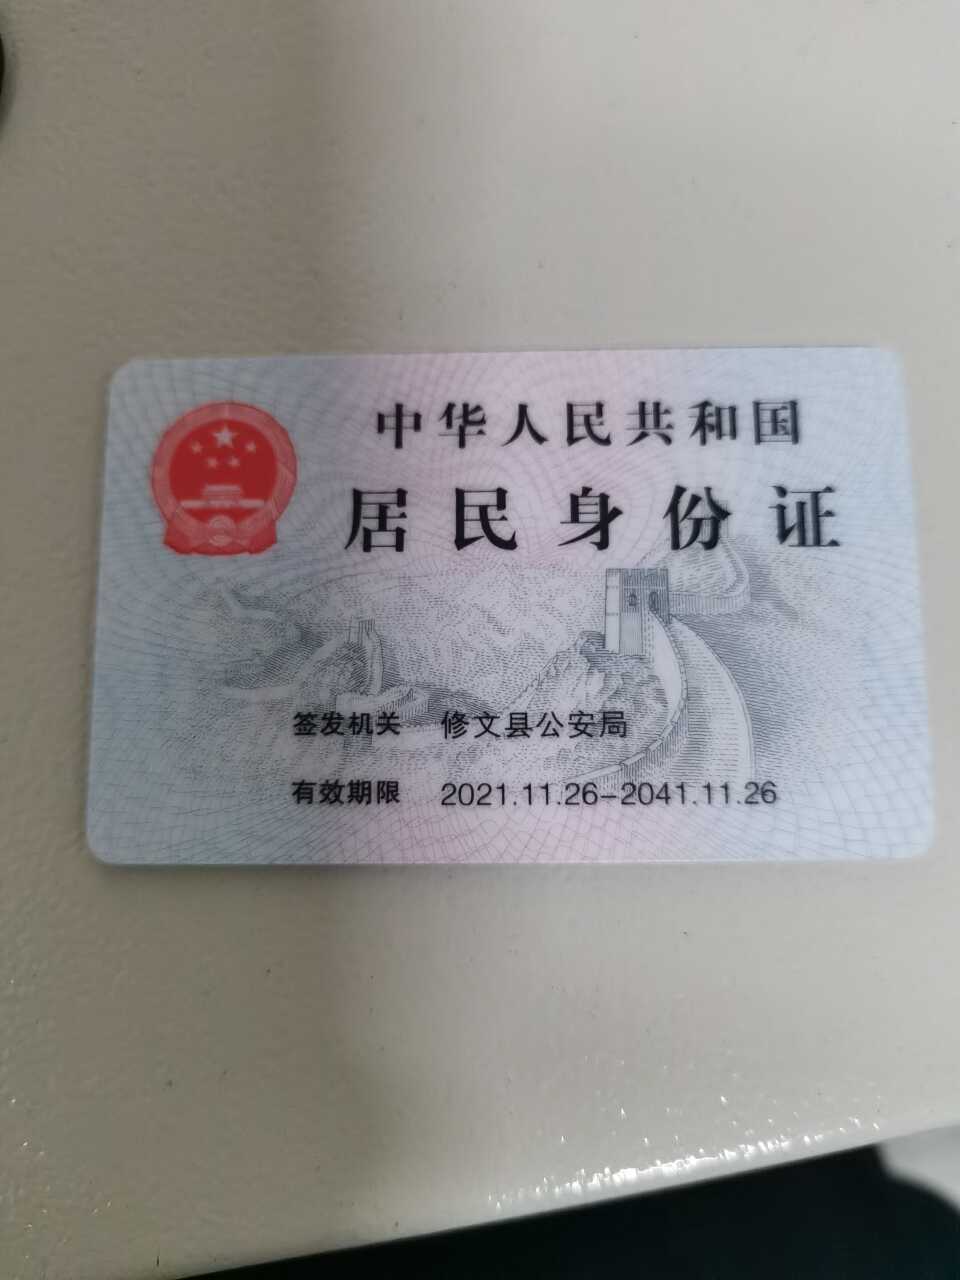 中华人民共和国
居民身份证
签发机关 修文县公安局
有效期限 2021.11.26-2041.11.26